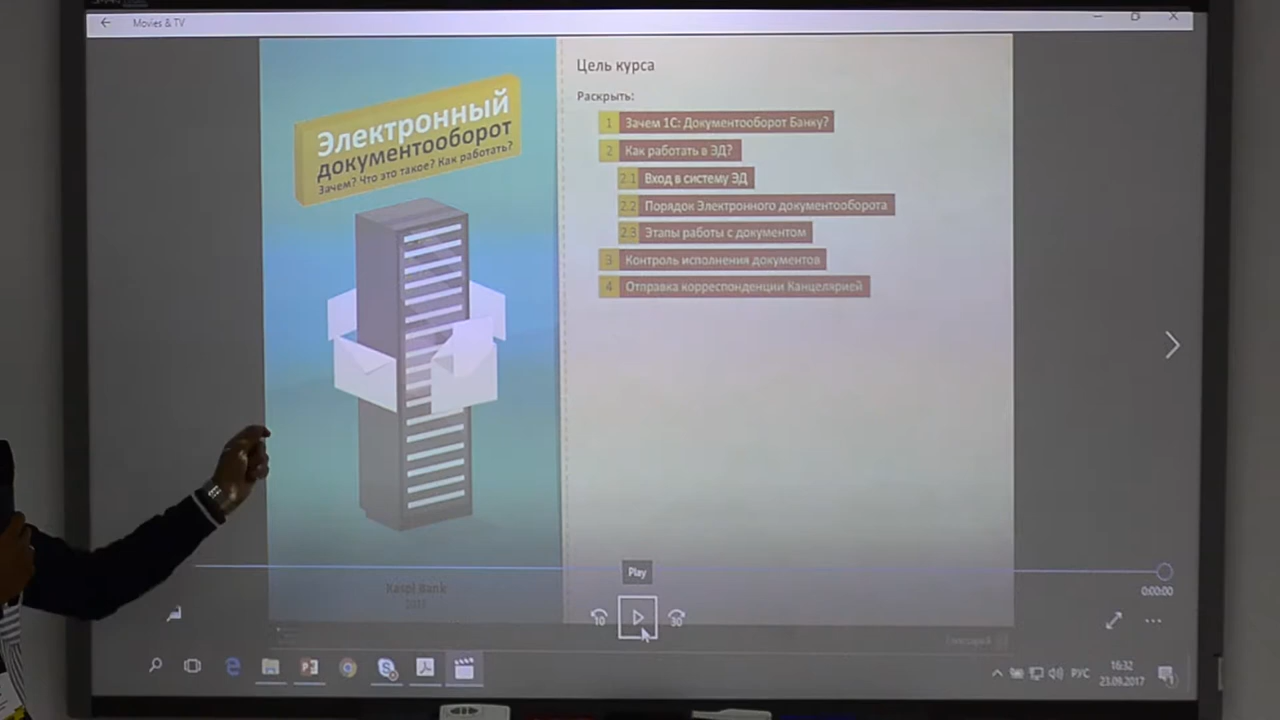 Movies & TV
Электронный
документооборот
Зачем? Что это такое? Как работать?
Kaspi Bank
Цель курса
Раскрыть:
1 Зачем 1С: Документооборот Банку?
2 Как работать в ЭД?
2.1 Вход в систему ЭД
2.2 Порядок Электронного документооборота
2.3 Этапы работы с документом
3 Контроль исполнения документов
4 Отправка корреспонденции Канцелярией
Play
0:00:00
10
30
РУС
16:32
23.09.2017